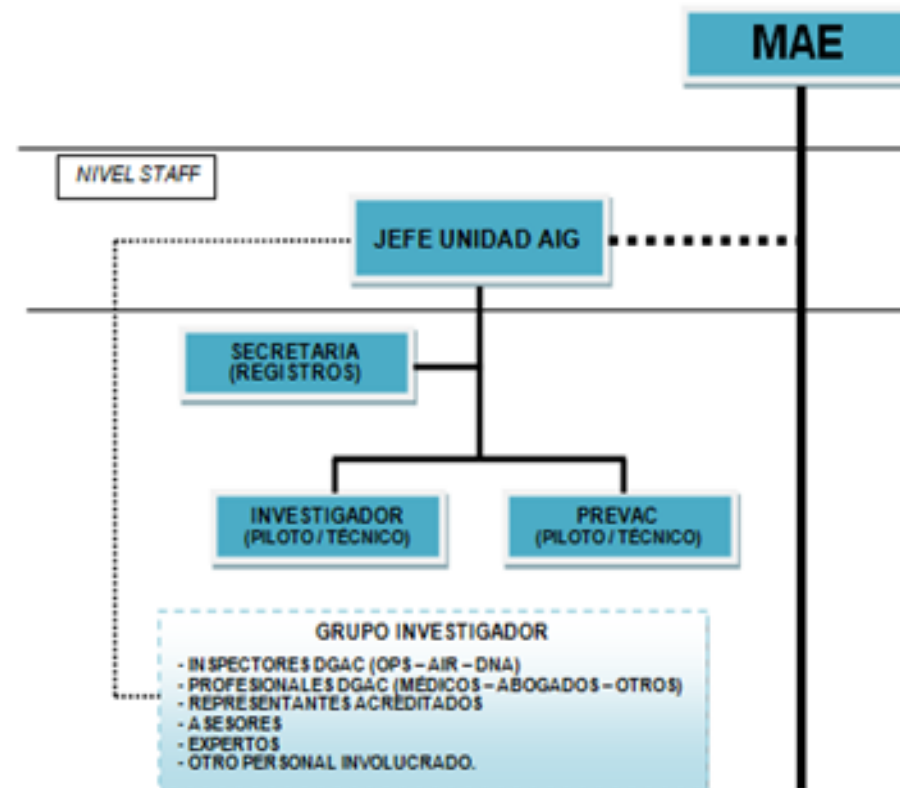 MAE
NIVEL STAFF
JEFE UNIDAD AIG
SECRETARIA
(REGISTROS)
INVESTIGADOR
(PILOTO / TÉCNICO)
PREVAC
(PILOTO / TÉCNICO)
GRUPO INVESTIGADOR
- INSPECTORES DGAC (OPS – AIR – DNA)
- PROFESIONALES DGAC (MÉDICOS – ABOGADOS – OTROS)
- REPRESENTANTES ACREDITADOS
- ASESORES
- EXPERTOS
- OTRO PERSONAL INVOLUCRADO.